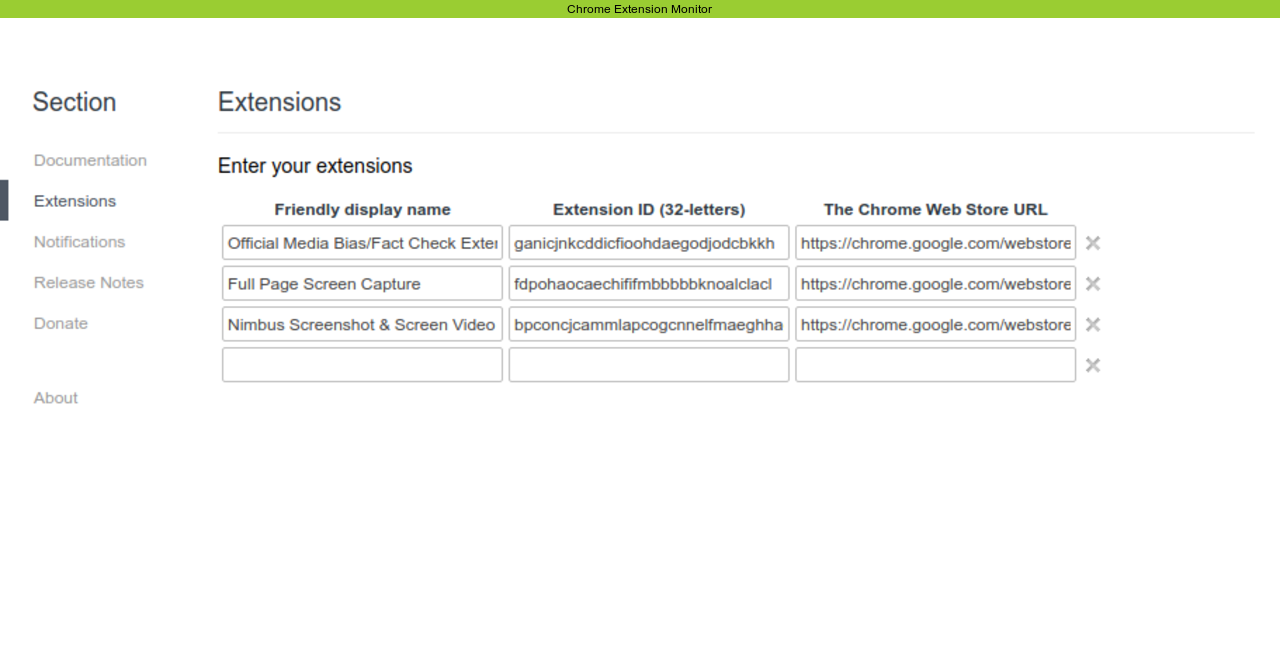 Chrome Extension Monitor
Section
Documentation
Extensions
Notifications
Release Notes
Donate
About
Extensions
Enter your extensions
Friendly display name Extension ID (32-letters) The Chrome Web Store URL
Official Media Bias/Fact Check Exter ganicjnkcddicfioohdaegodjodcbkkh https://chrome.google.com/webstore
Full Page Screen Capture fdpohaocaechififmbbbbbknoalclacl https://chrome.google.com/webstore
Nimbus Screenshot & Screen Video bpconcjcammlapcogcnnelfmaeghha https://chrome.google.com/webstore